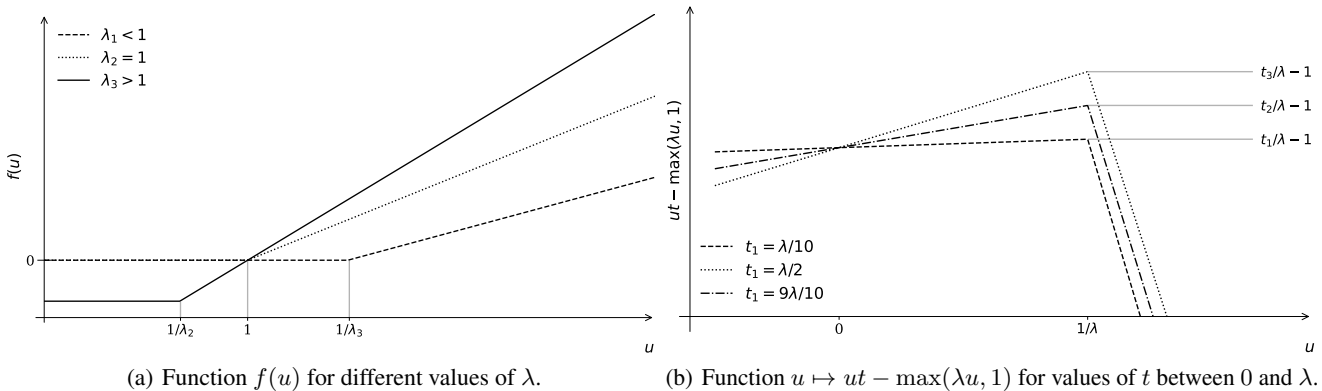 λ₁ < 1
λ₂ = 1
λ₃ > 1
f(u)
0
1/λ₂
1
1/λ₃
u
(a) Function f(u) for different values of λ.
ut − max(λu, 1)
t₃/λ − 1
t₂/λ − 1
t₁/λ − 1
t₁ = λ/10
t₁ = λ/2
t₁ = 9λ/10
0
1/λ
u
(b) Function u ↦ ut − max(λu, 1) for values of t between 0 and λ.